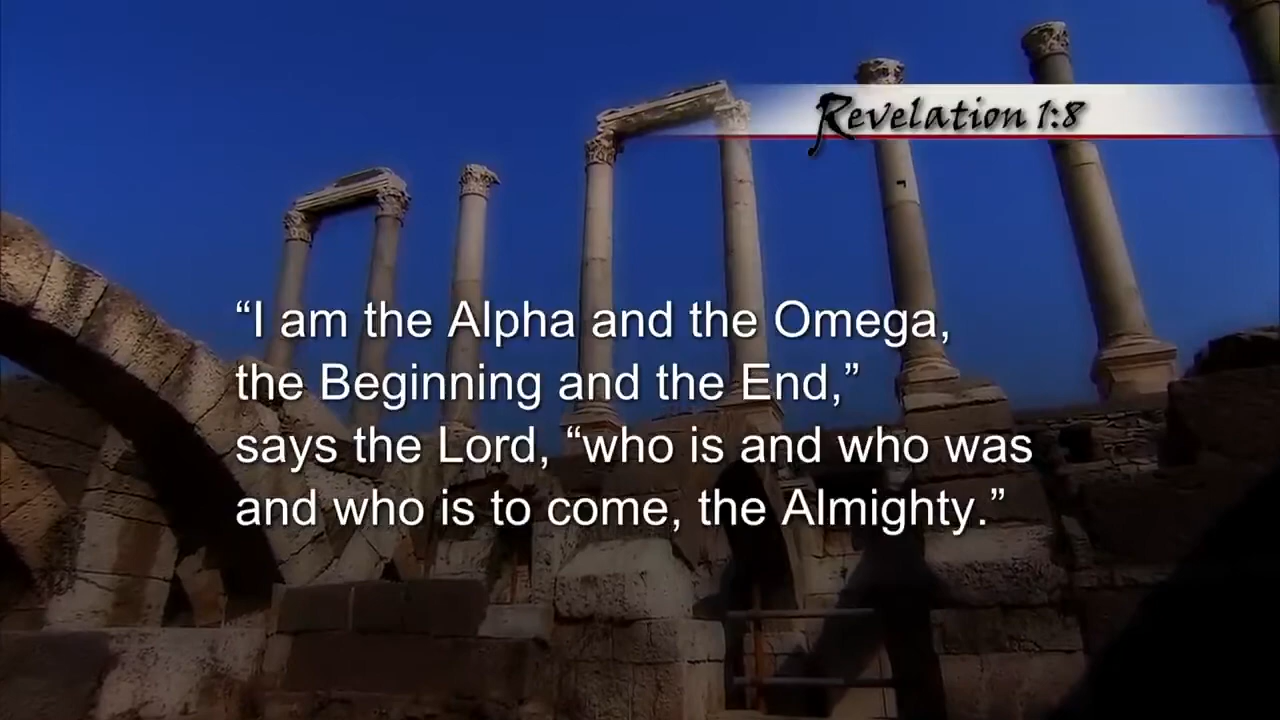 Revelation 1:8
“I am the Alpha and the Omega,
the Beginning and the End,”
says the Lord, “who is and who was
and who is to come, the Almighty.”